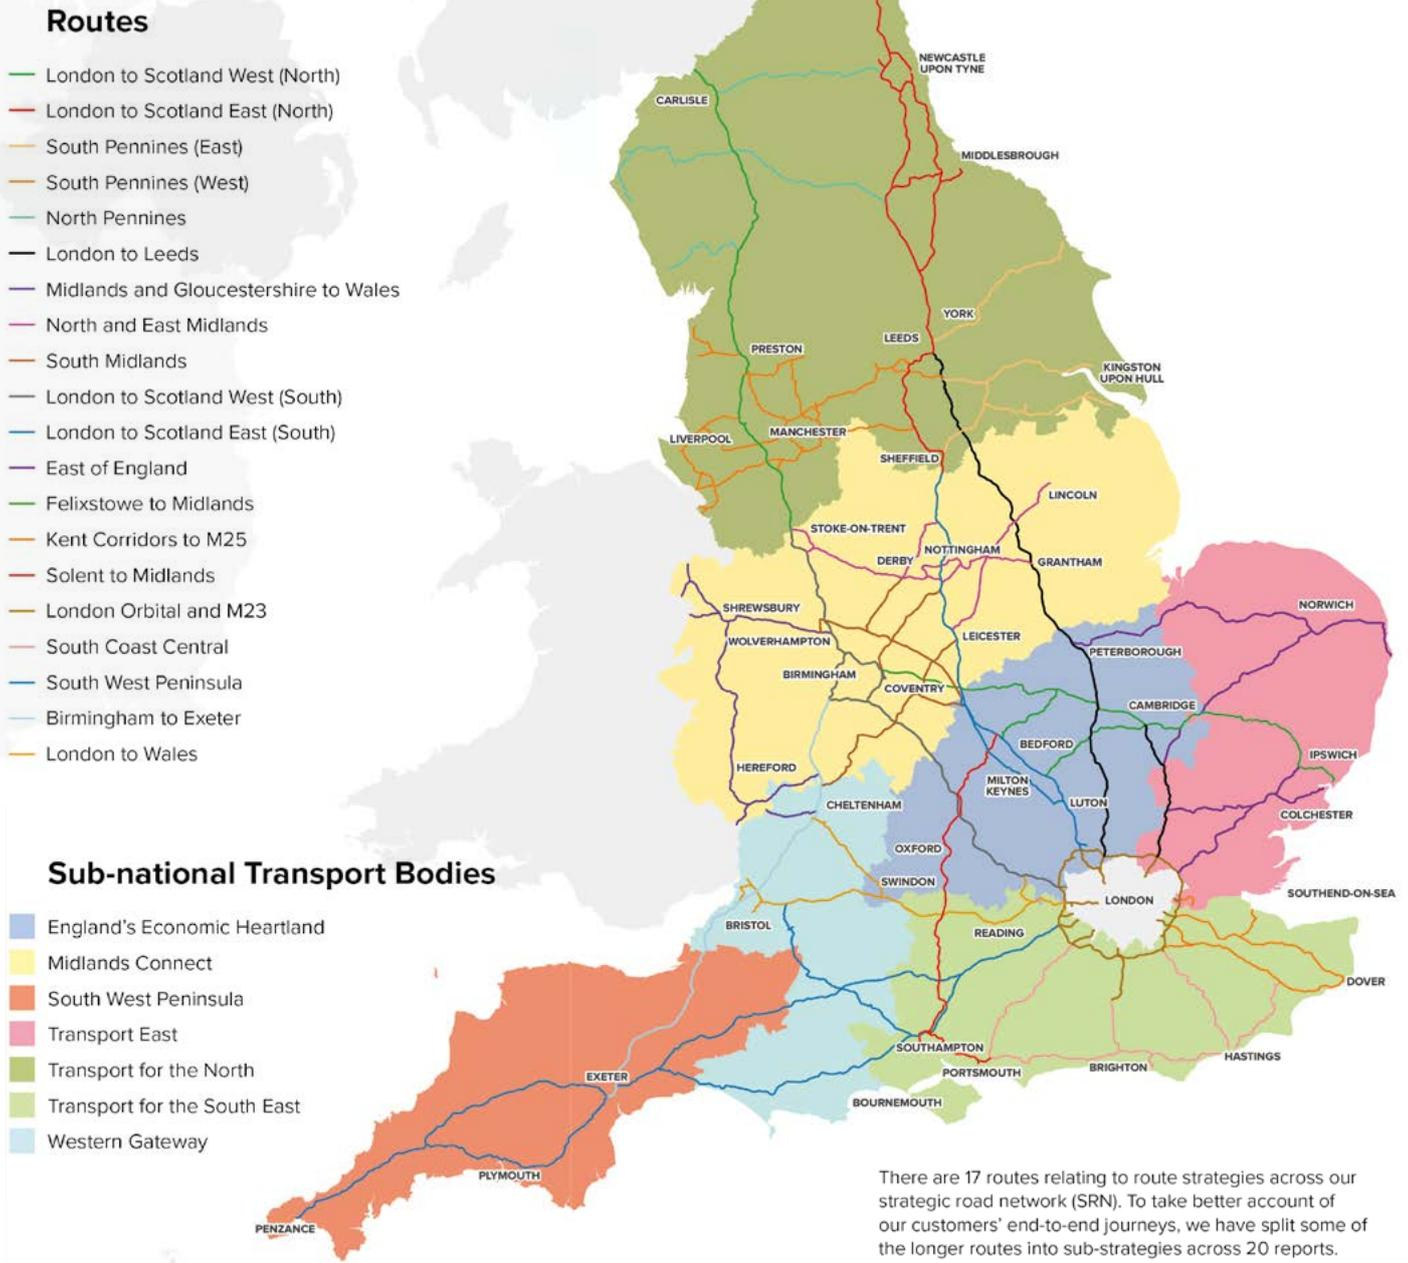 Routes
London to Scotland West (North)
London to Scotland East (North)
South Pennines (East)
South Pennines (West)
North Pennines
London to Leeds
Midlands and Gloucestershire to Wales
North and East Midlands
South Midlands
London to Scotland West (South)
London to Scotland East (South)
East of England
Felixstowe to Midlands
Kent Corridors to M25
Solent to Midlands
London Orbital and M23
South Coast Central
South West Peninsula
Birmingham to Exeter
London to Wales
Sub-national Transport Bodies
England's Economic Heartland
Midlands Connect
South West Peninsula
Transport East
Transport for the North
Transport for the South East
Western Gateway
NEWCASTLE
UPON TYNE
CARLISLE
MIDDLESBROUGH
YORK
LEEDS
PRESTON
KINGSTON
UPON HULL
MANCHESTER
LIVERPOOL
SHEFFIELD
LINCOLN
STOKE-ON-TRENT
NOTTINGHAM
DERBY
GRANTHAM
SHREWSBURY
NORWICH
LEICESTER
WOLVERHAMPTON
PETERBOROUGH
BIRMINGHAM
COVENTRY
CAMBRIDGE
BEDFORD
IPSWICH
HEREFORD
MILTON
KEYNES
LUTON
CHELTENHAM
COLCHESTER
OXFORD
SWINDON
SOUTHEND-ON-SEA
LONDON
BRISTOL
READING
DOVER
SOUTHAMPTON
HASTINGS
BRIGHTON
PORTSMOUTH
EXETER
BOURNEMOUTH
PLYMOUTH
PENZANCE
There are 17 routes relating to route strategies across our
strategic road network (SRN). To take better account of
our customers' end-to-end journeys, we have split some of
the longer routes into sub-strategies across 20 reports.